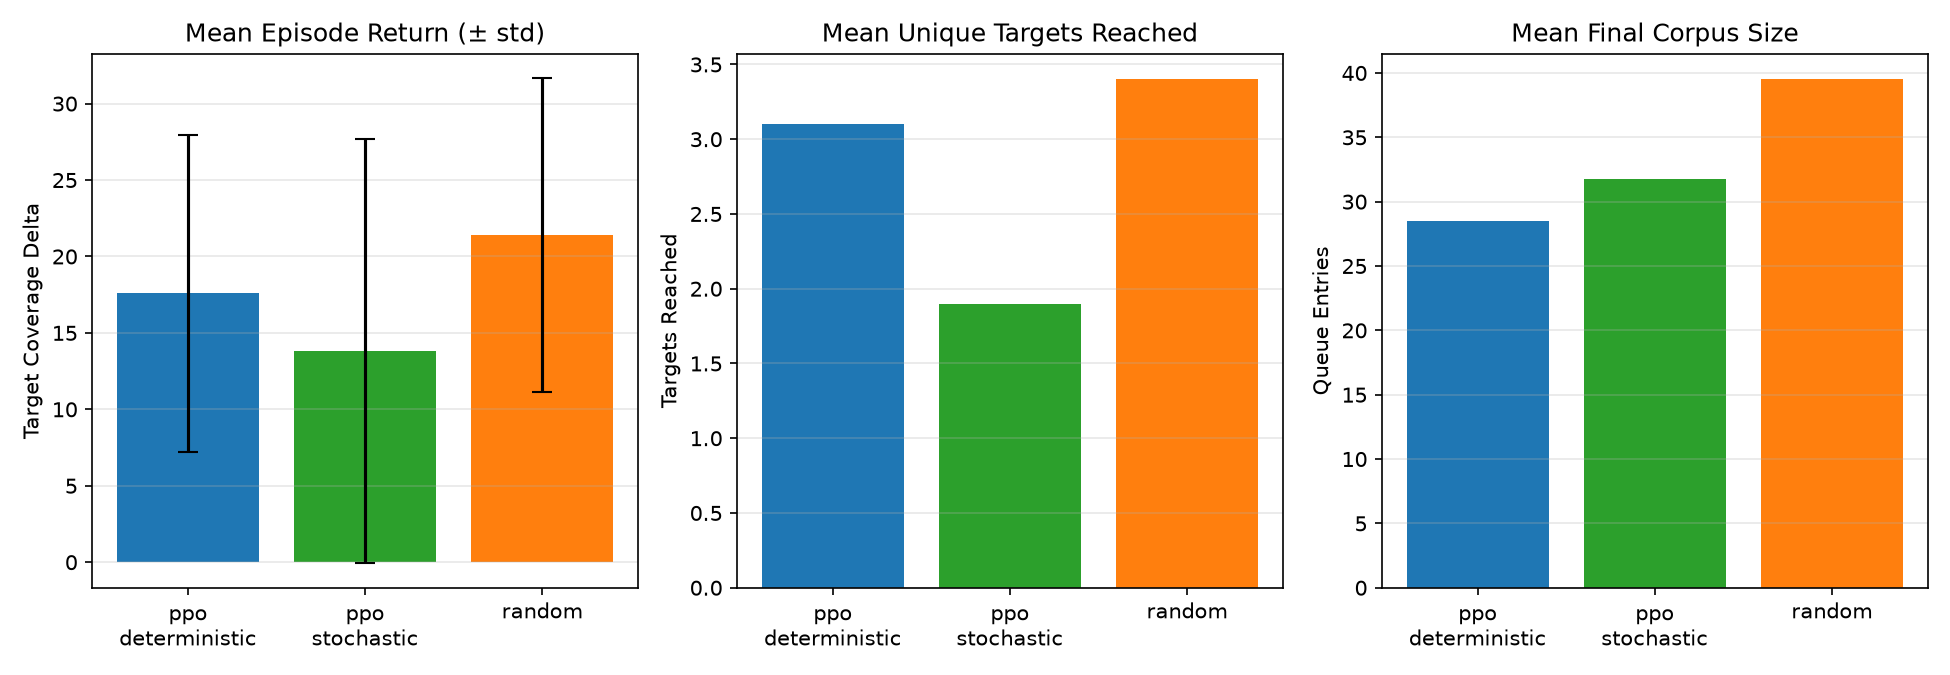 Mean Episode Return (± std)
Target Coverage Delta
30
25
20
15
10
5
0
ppo
deterministic
ppo
stochastic
random
Mean Unique Targets Reached
Targets Reached
3.5
3.0
2.5
2.0
1.5
1.0
0.5
0.0
ppo
deterministic
ppo
stochastic
random
Mean Final Corpus Size
Queue Entries
40
35
30
25
20
15
10
5
0
ppo
deterministic
ppo
stochastic
random